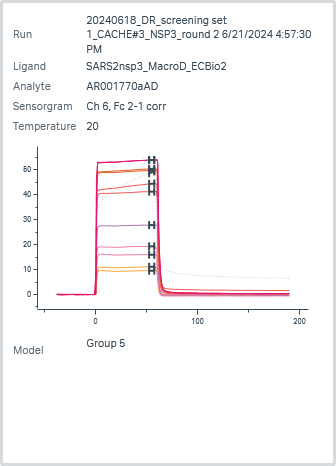 Run 20240618_DR_screening set
1_CACHE#3_NSP3_round 2 6/21/2024 4:57:30
PM
Ligand SARS2nsp3_MacroD_ECBio2
Analyte AR001770aAD
Sensorgram Ch 6, Fc 2-1 corr
Temperature 20
60
50
40
30
20
10
0
0 100 200
Model Group 5